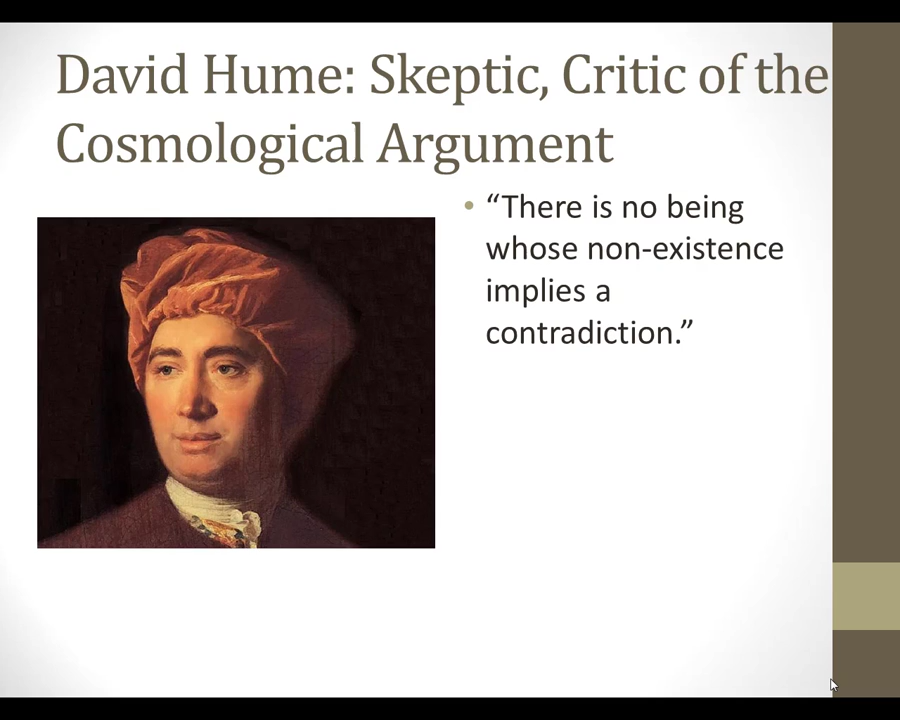 David Hume: Skeptic, Critic of the
Cosmological Argument
• “There is no being
whose non-existence
implies a
contradiction.”